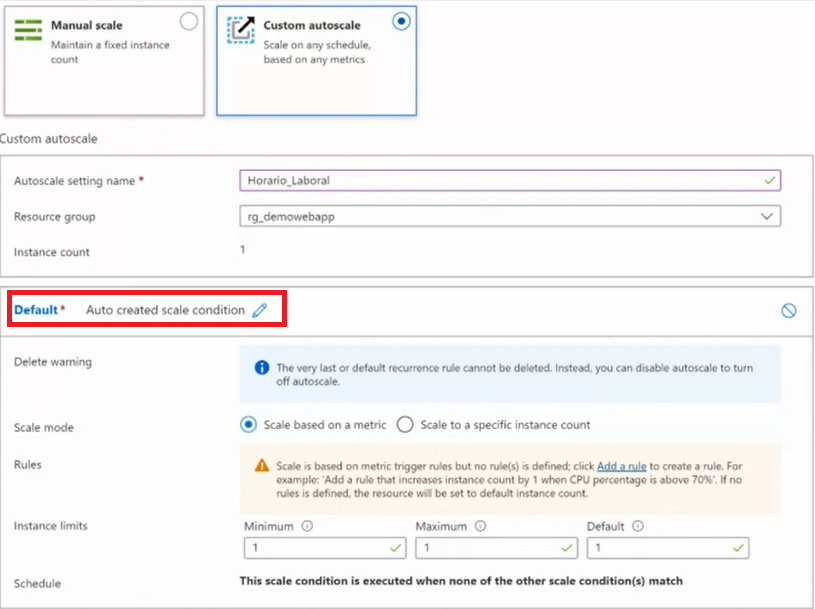 Manual scale
Maintain a fixed instance
count
Custom autoscale
Scale on any schedule,
based on any metrics
Custom autoscale
Autoscale setting name *
Horario_Laboral
Resource group
rg_demowebapp
Instance count
1
Default* Auto created scale condition
Delete warning
The very last or default recurrence rule cannot be deleted. Instead, you can disable autoscale to turn
off autoscale.
Scale mode
Scale based on a metric
Scale to a specific instance count
Rules
Scale is based on metric trigger rules but no rule(s) is defined; click Add a rule to create a rule. For
example: 'Add a rule that increases instance count by 1 when CPU percentage is above 70%'. If no
rules is defined, the resource will be set to default instance count.
Instance limits
Minimum
Maximum
Default
1
1
1
Schedule
This scale condition is executed when none of the other scale condition(s) match